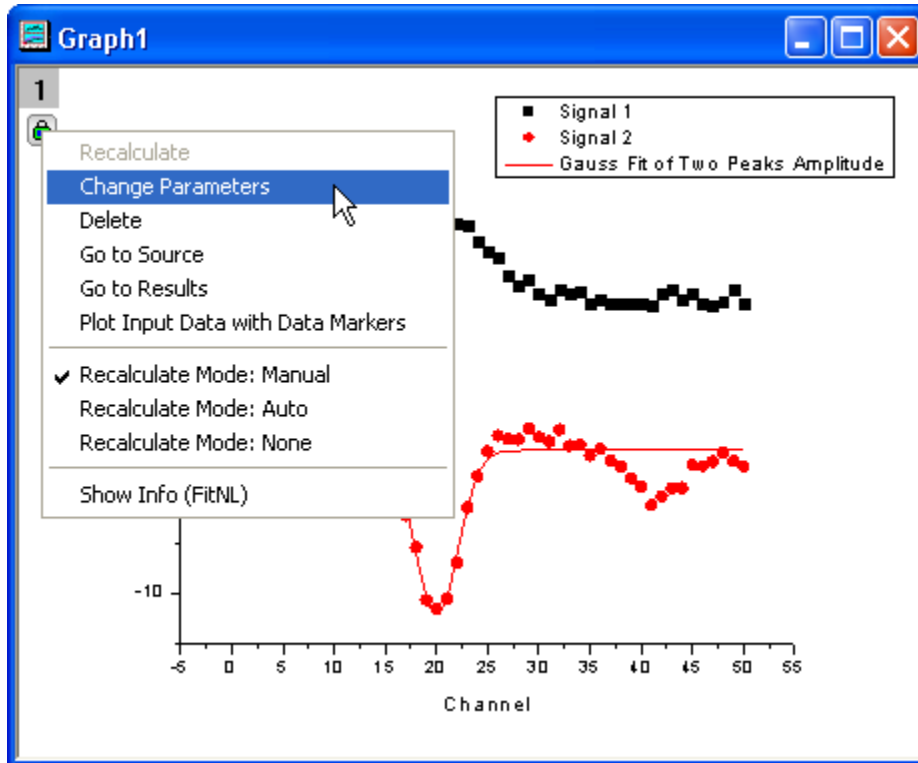 Graph1
1
Signal 1
Signal 2
Gauss Fit of Two Peaks Amplitude
Recalculate
Change Parameters
Delete
Go to Source
Go to Results
Plot Input Data with Data Markers
Recalculate Mode: Manual
Recalculate Mode: Auto
Recalculate Mode: None
Show Info (FitNL)
-10
-5 0 5 10 15 20 25 30 35 40 45 50 55
Channel